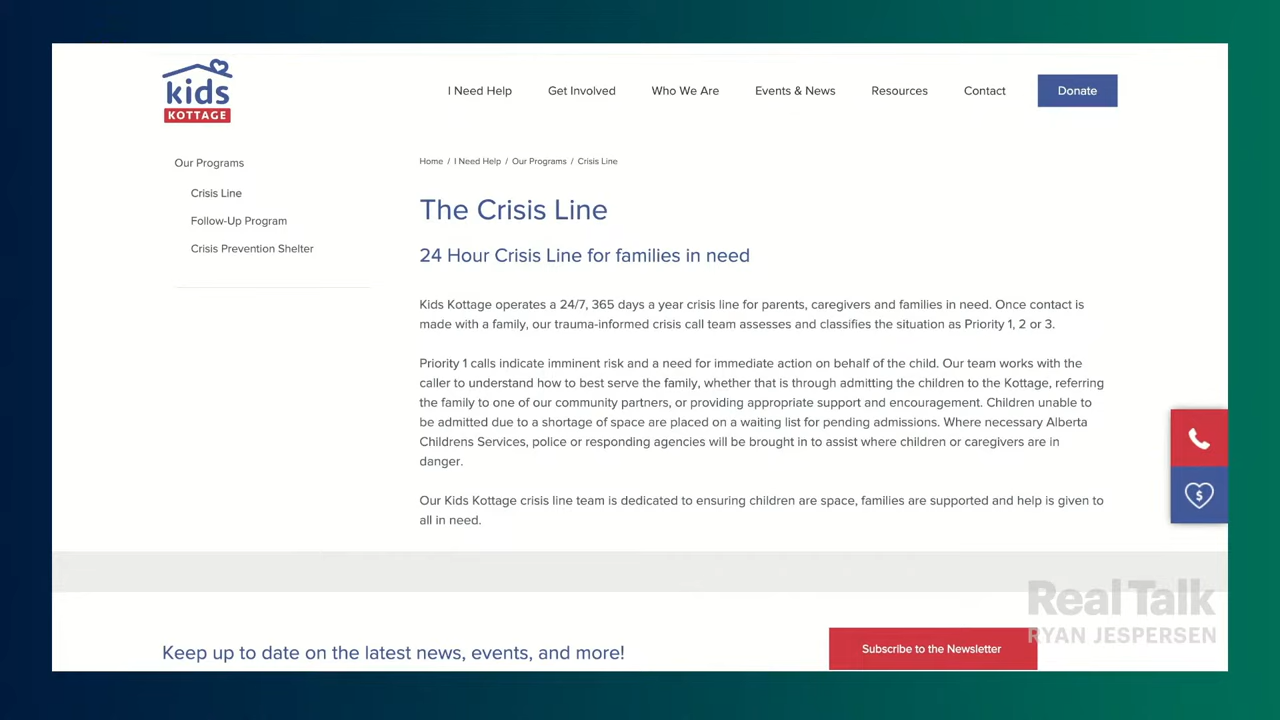 kids
KOTTAGE
I Need Help
Get Involved
Who We Are
Events & News
Resources
Contact
Donate
Our Programs
Crisis Line
Follow-Up Program
Crisis Prevention Shelter
Home / I Need Help / Our Programs / Crisis Line
The Crisis Line
24 Hour Crisis Line for families in need
Kids Kottage operates a 24/7, 365 days a year crisis line for parents, caregivers and families in need. Once contact is
made with a family, our trauma-informed crisis call team assesses and classifies the situation as Priority 1, 2 or 3.
Priority 1 calls indicate imminent risk and a need for immediate action on behalf of the child. Our team works with the
caller to understand how to best serve the family, whether that is through admitting the children to the Kottage, referring
the family to one of our community partners, or providing appropriate support and encouragement. Children unable to
be admitted due to a shortage of space are placed on a waiting list for pending admissions. Where necessary Alberta
Childrens Services, police or responding agencies will be brought in to assist where children or caregivers are in
danger.
Our Kids Kottage crisis line team is dedicated to ensuring children are space, families are supported and help is given to
all in need.
$
Real Talk
RYAN JESPERSEN
Keep up to date on the latest news, events, and more!
Subscribe to the Newsletter